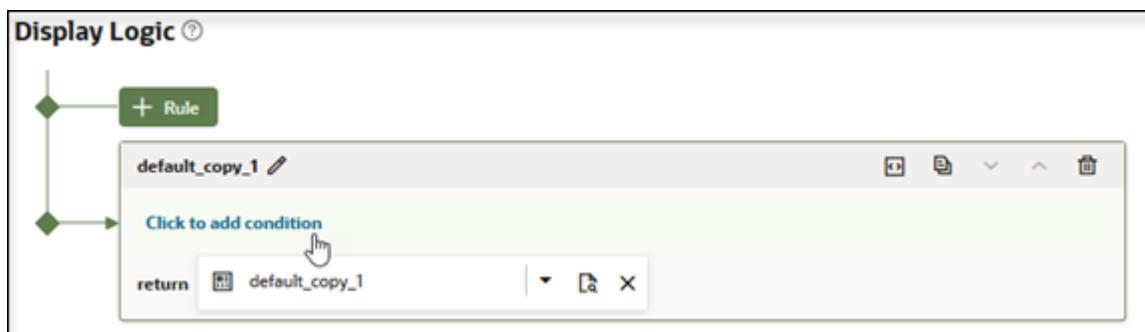 Display Logic
+ Rule
default_copy_1
Click to add condition
return default_copy_1